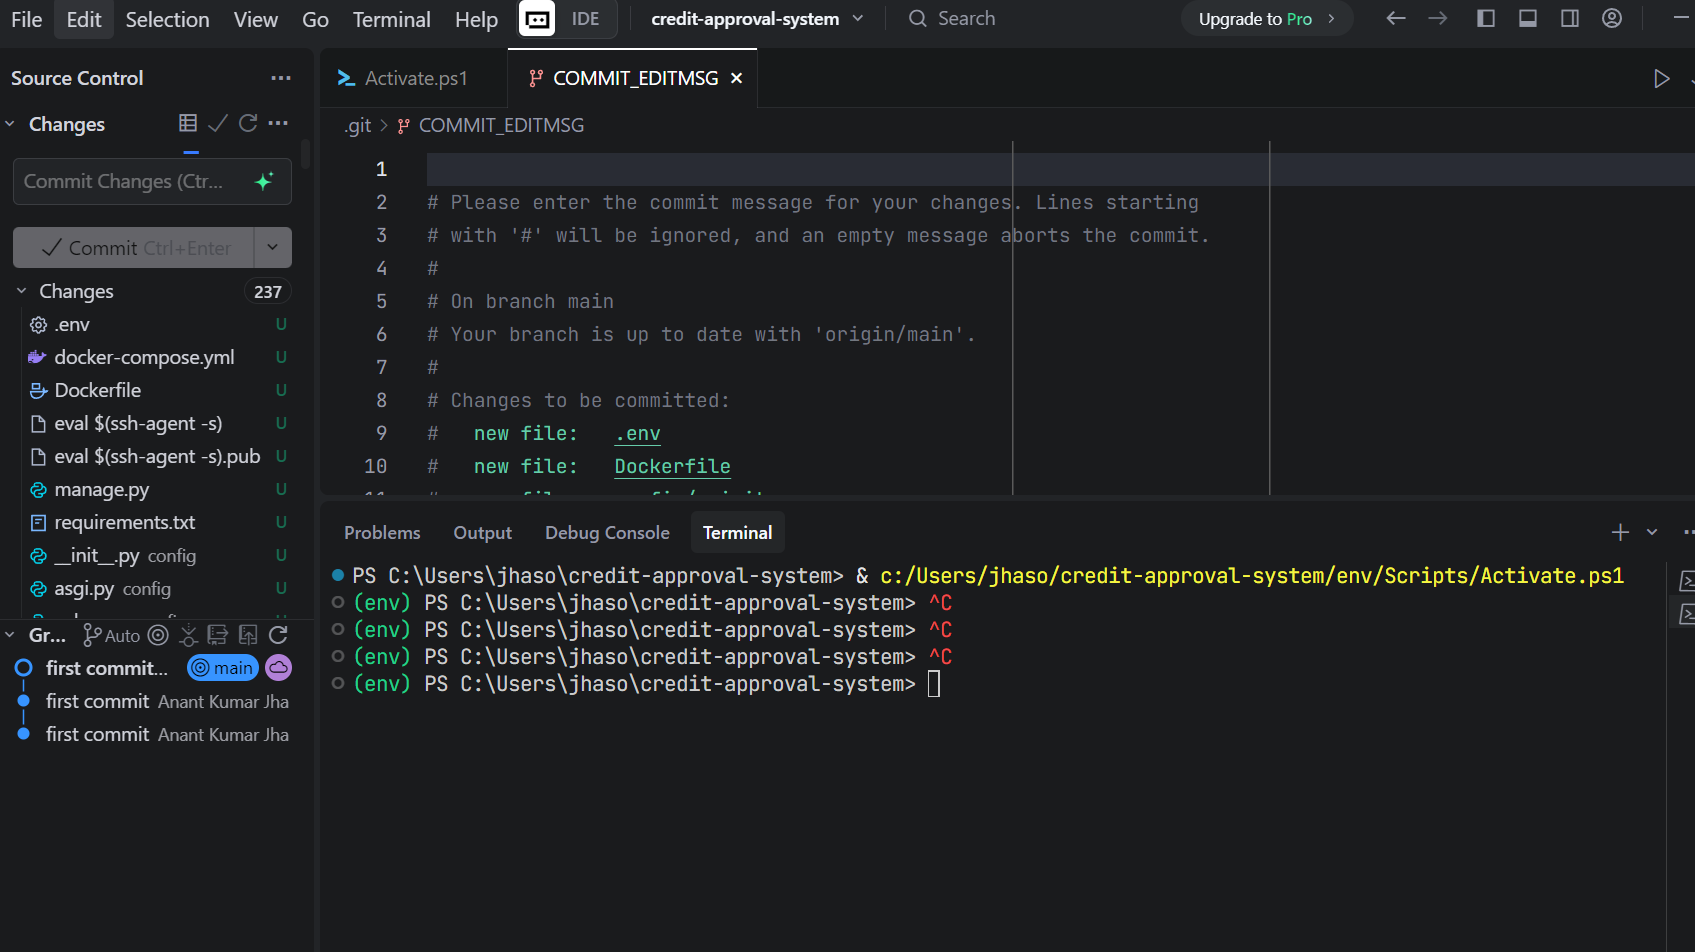 File Edit Selection View Go Terminal Help IDE credit-approval-system Search Upgrade to Pro
Source Control
Changes
Commit Changes (Ctr...
Commit Ctrl+Enter
Changes 237
.env U
docker-compose.yml U
Dockerfile U
eval $(ssh-agent -s) U
eval $(ssh-agent -s).pub U
manage.py U
requirements.txt U
__init__.py config U
asgi.py config U
Gr... Auto
first commit... main
first commit Anant Kumar Jha
first commit Anant Kumar Jha
Activate.ps1 COMMIT_EDITMSG
.git > COMMIT_EDITMSG
1
2 # Please enter the commit message for your changes. Lines starting
3 # with '#' will be ignored, and an empty message aborts the commit.
4 #
5 # On branch main
6 # Your branch is up to date with 'origin/main'.
7 #
8 # Changes to be committed:
9 # new file: .env
10 # new file: Dockerfile
Problems Output Debug Console Terminal
PS C:\Users\jhaso\credit-approval-system> & c:/Users/jhaso/credit-approval-system/env/Scripts/Activate.ps1
(env) PS C:\Users\jhaso\credit-approval-system> ^C
(env) PS C:\Users\jhaso\credit-approval-system> ^C
(env) PS C:\Users\jhaso\credit-approval-system> ^C
(env) PS C:\Users\jhaso\credit-approval-system>